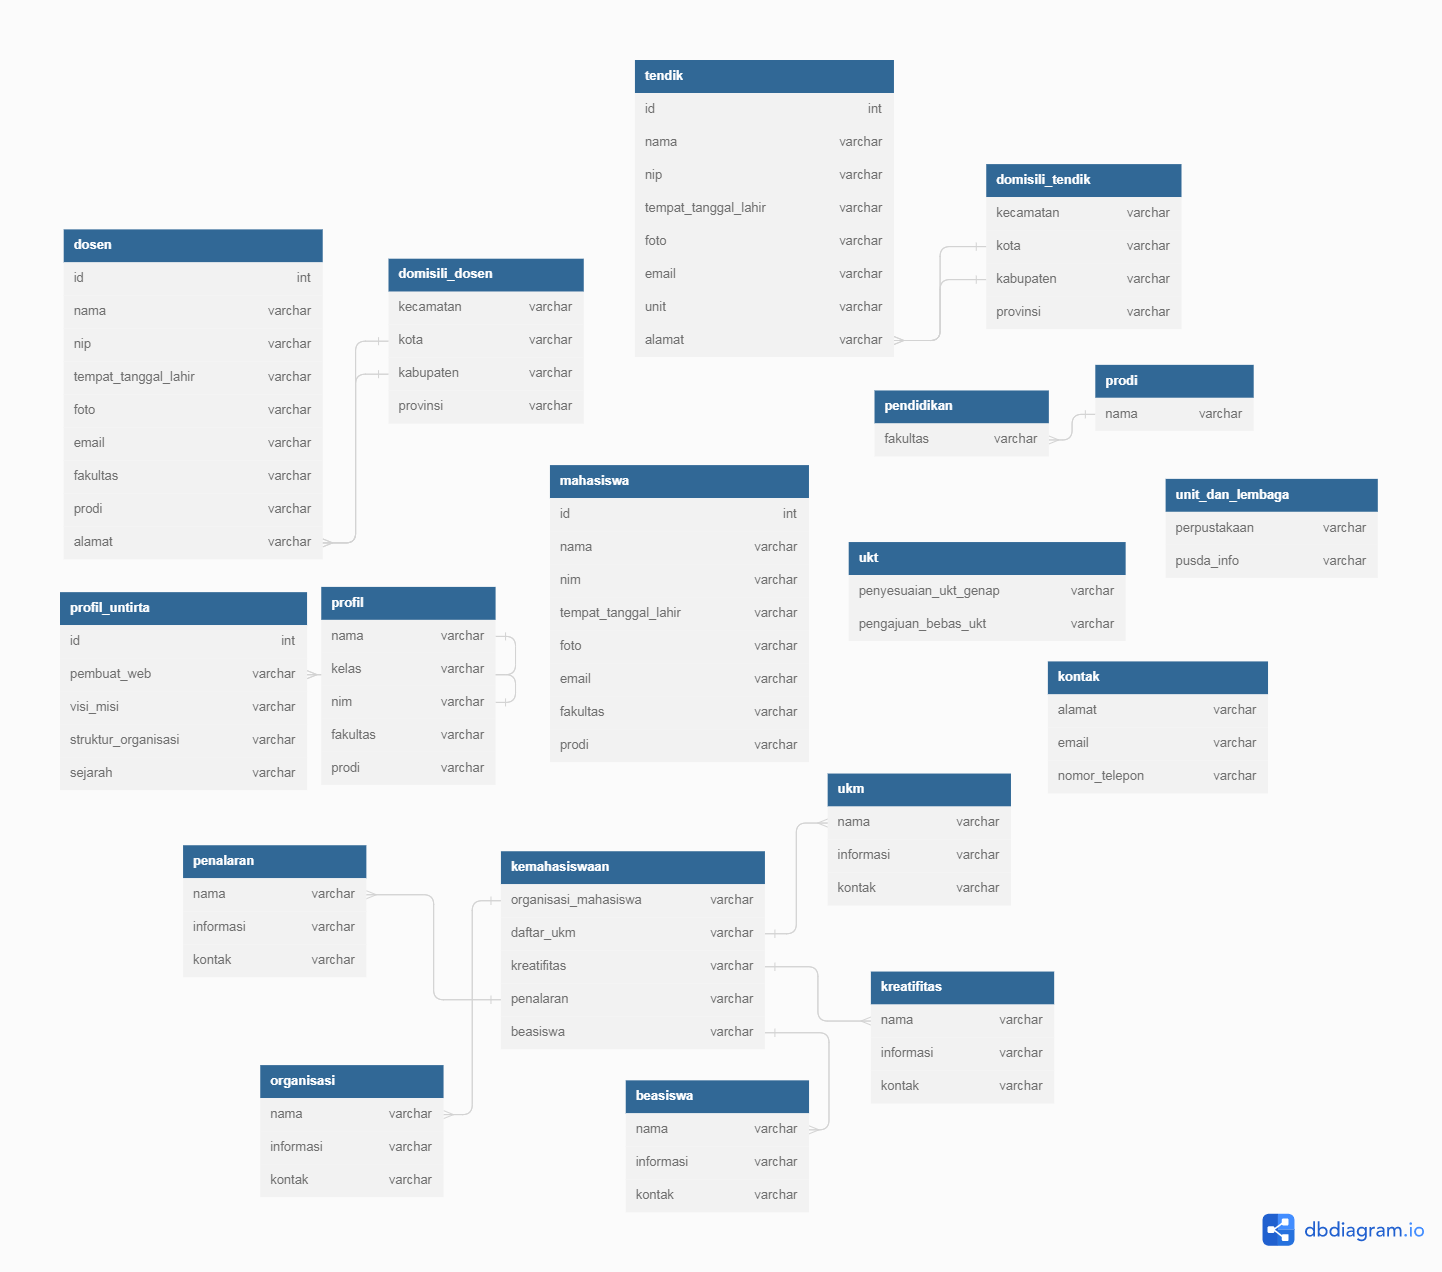 tendik
id int
nama varchar
nip varchar
tempat_tanggal_lahir varchar
foto varchar
email varchar
unit varchar
alamat varchar
domisili_tendik
kecamatan varchar
kota varchar
kabupaten varchar
provinsi varchar
dosen
id int
nama varchar
nip varchar
tempat_tanggal_lahir varchar
foto varchar
email varchar
fakultas varchar
prodi varchar
alamat varchar
domisili_dosen
kecamatan varchar
kota varchar
kabupaten varchar
provinsi varchar
prodi
nama varchar
pendidikan
fakultas varchar
mahasiswa
id int
nama varchar
nim varchar
tempat_tanggal_lahir varchar
foto varchar
email varchar
fakultas varchar
prodi varchar
unit_dan_lembaga
perpustakaan varchar
pusda_info varchar
ukt
penyesuaian_ukt_genap varchar
pengajuan_bebas_ukt varchar
profil_untirta
id int
pembuat_web varchar
visi_misi varchar
struktur_organisasi varchar
sejarah varchar
profil
nama varchar
kelas varchar
nim varchar
fakultas varchar
prodi varchar
kontak
alamat varchar
email varchar
nomor_telepon varchar
ukm
nama varchar
informasi varchar
kontak varchar
penalaran
nama varchar
informasi varchar
kontak varchar
kemahasiswaan
organisasi_mahasiswa varchar
daftar_ukm varchar
kreatifitas varchar
penalaran varchar
beasiswa varchar
kreatifitas
nama varchar
informasi varchar
kontak varchar
organisasi
nama varchar
informasi varchar
kontak varchar
beasiswa
nama varchar
informasi varchar
kontak varchar
dbdiagram.io